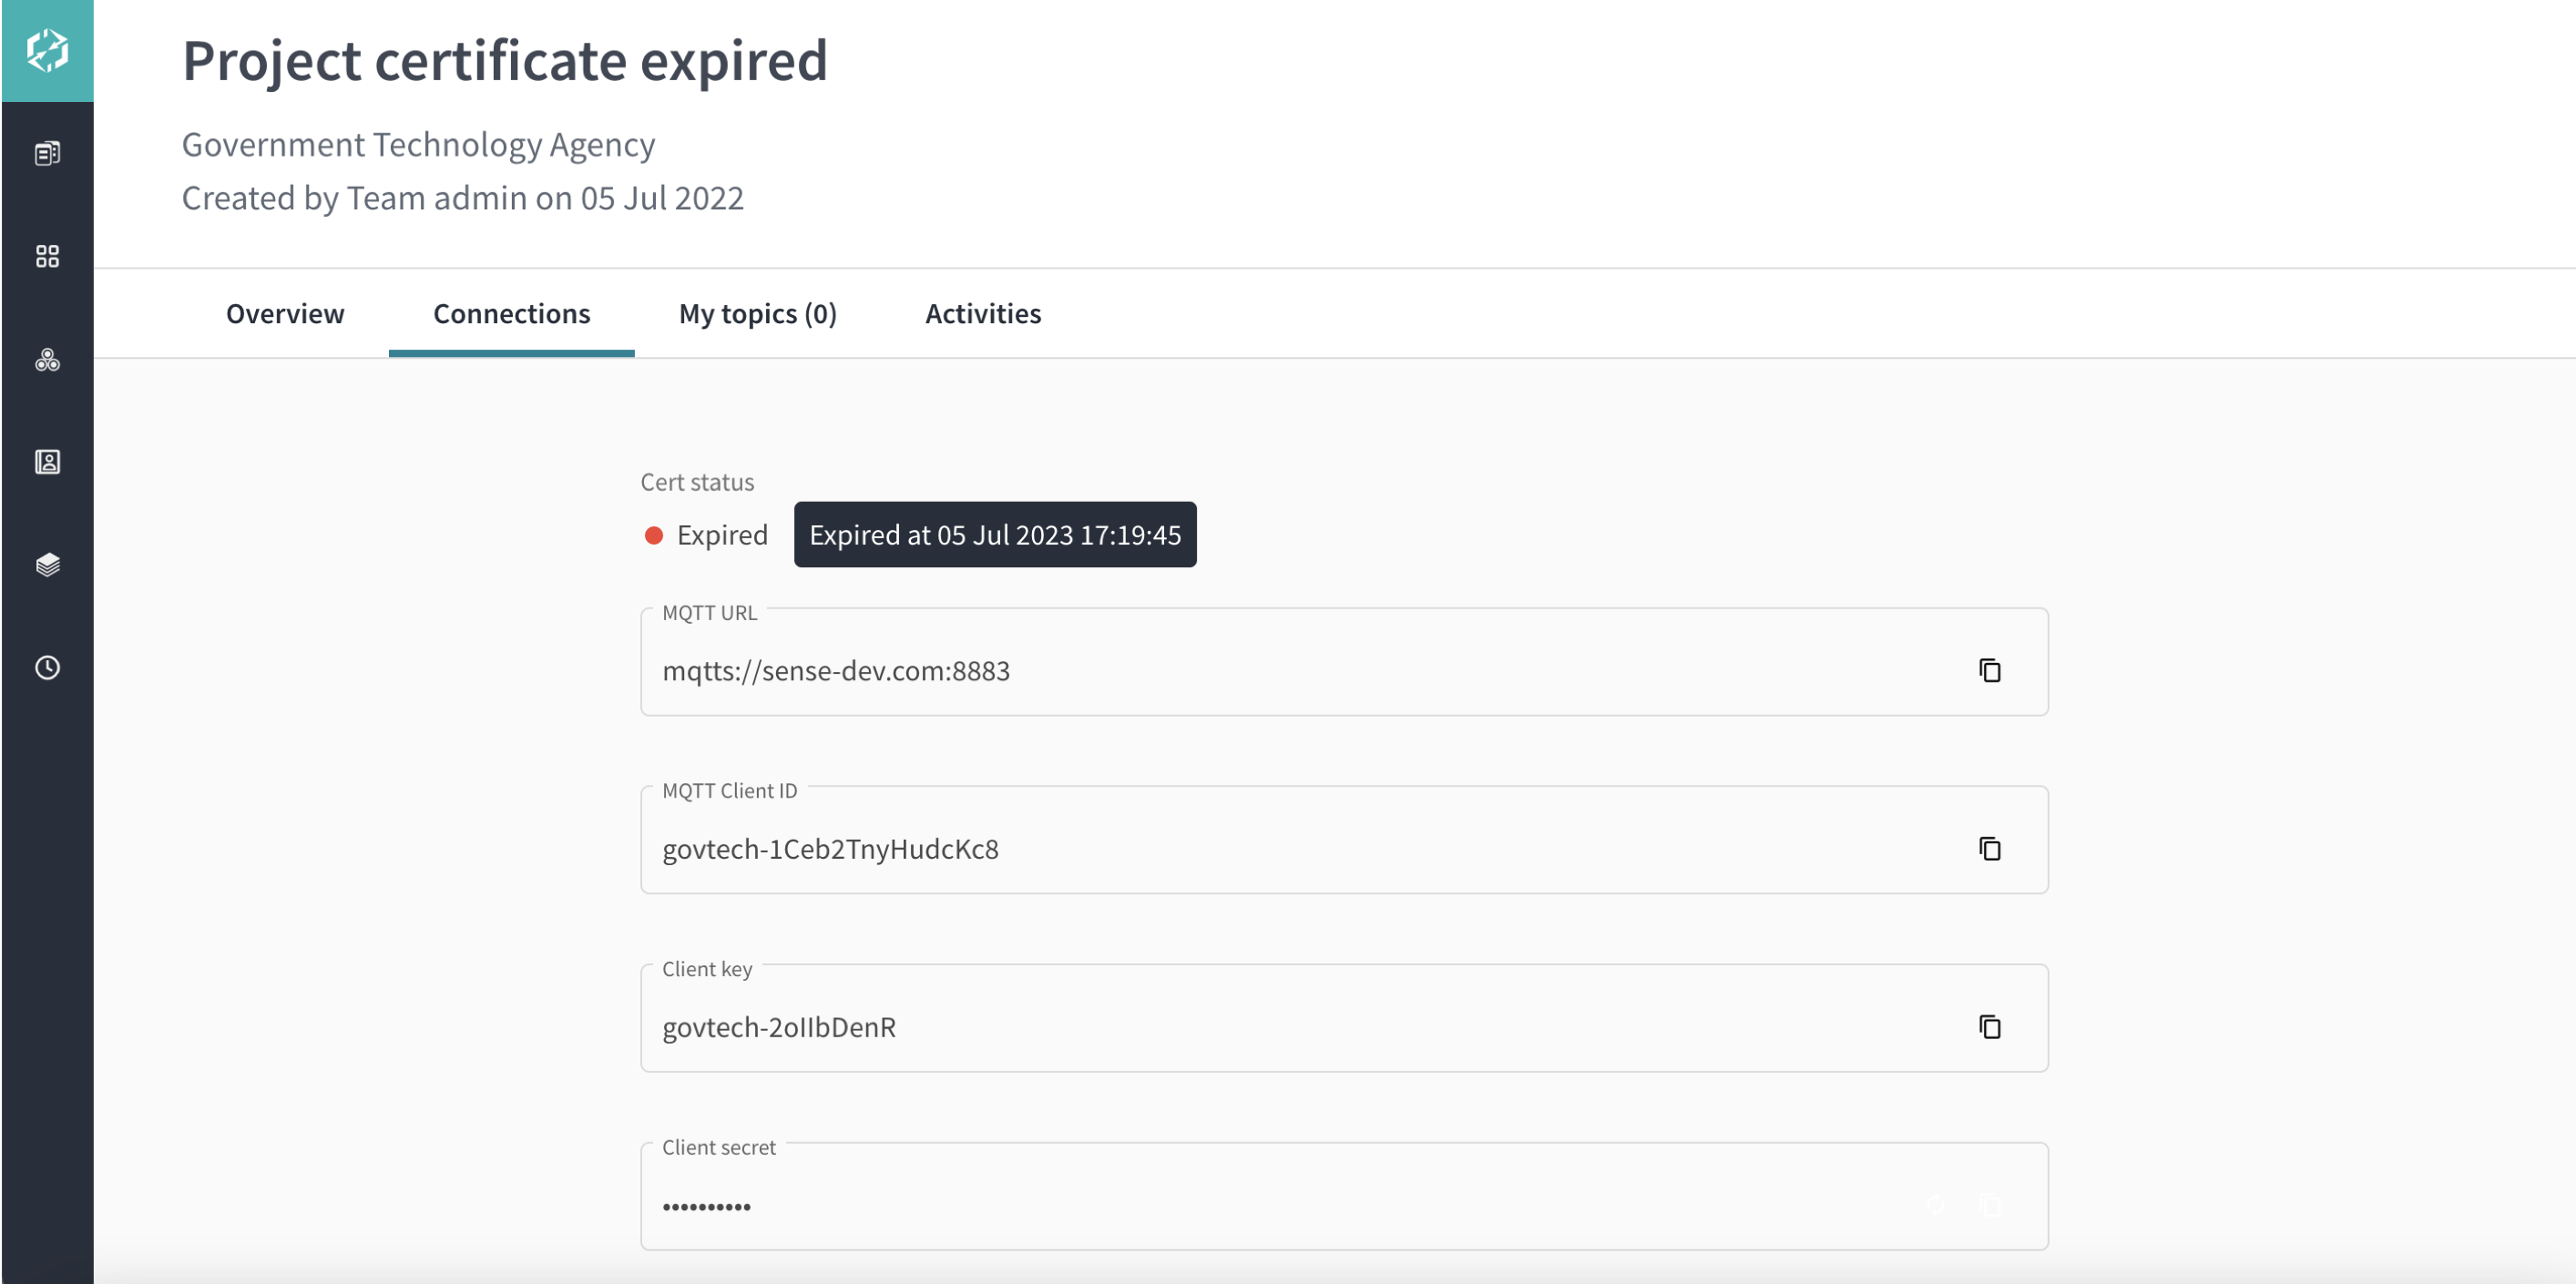 Project certificate expired
Government Technology Agency
Created by Team admin on 05 Jul 2022
Overview Connections My topics (0) Activities
Cert status
Expired Expired at 05 Jul 2023 17:19:45
MQTT URL
mqtts://sense-dev.com:8883
MQTT Client ID
govtech-1Ceb2TnyHudcKc8
Client key
govtech-2oIIbDenR
Client secret
••••••••••